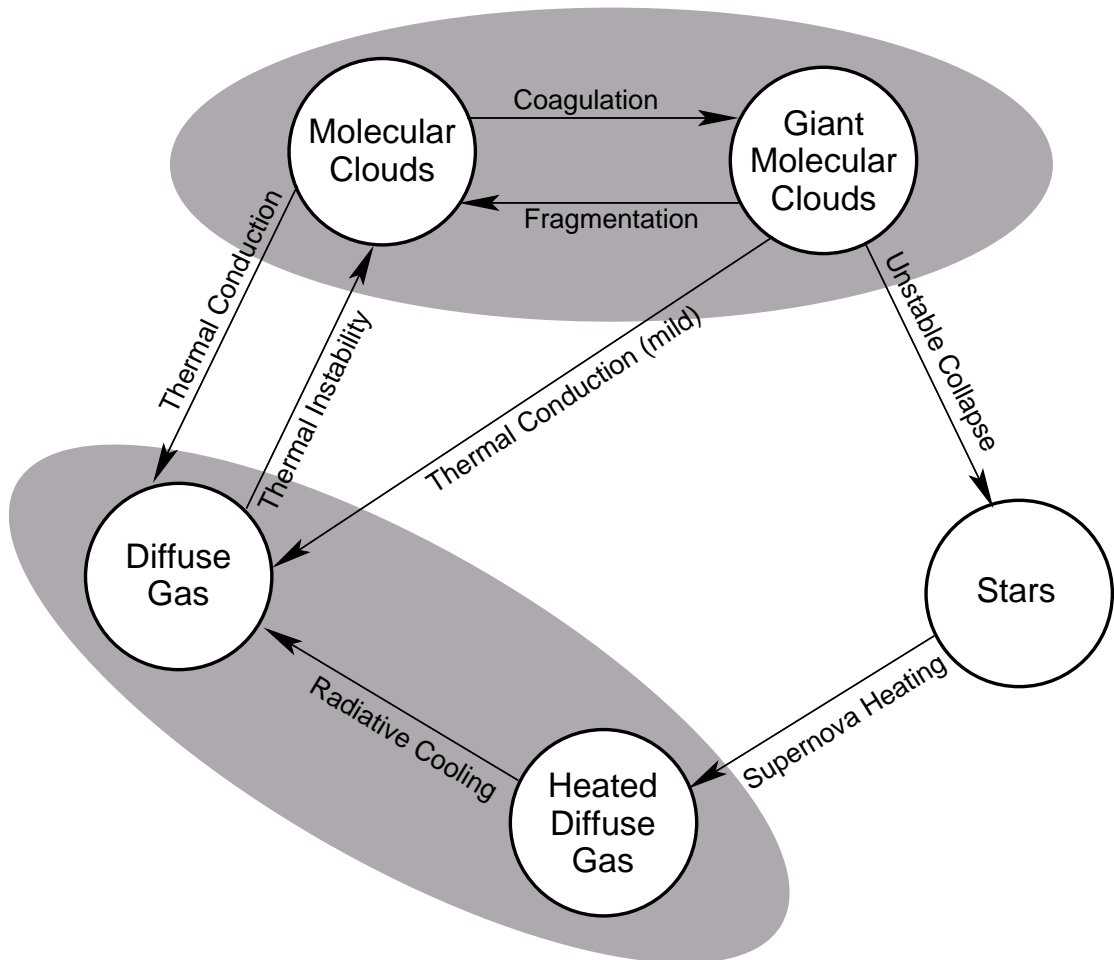 Coagulation
Molecular
Clouds
Giant
Molecular
Clouds
Fragmentation
Thermal Conduction
Thermal Instability
Thermal Conduction (mild)
Unstable Collapse
Diffuse
Gas
Stars
Radiative Cooling
Supernova Heating
Heated
Diffuse
Gas